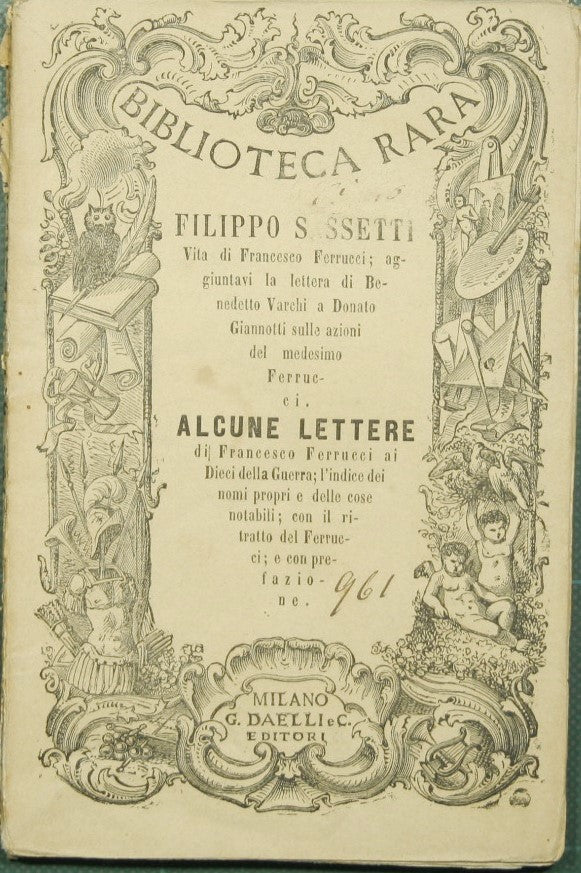 BIBLIOTECA RARA
FILIPPO S SSETTI
Vita di Francesco Ferrucci; ag-
giuntavi la lettera di Be-
nedetto Varchi a Donato
Giannotti sulle azioni
del medesimo
Ferruc-
ci.
ALCUNE LETTERE
di Francesco Ferrucci ai
Dieci della Guerra; l'indice dei
nomi propri e delle cose
notabili; con il ri-
tratto del Ferruc-
ci; e con pre-
fazio-
ne.
961
MILANO
G. DAELLI e C.
EDITORI